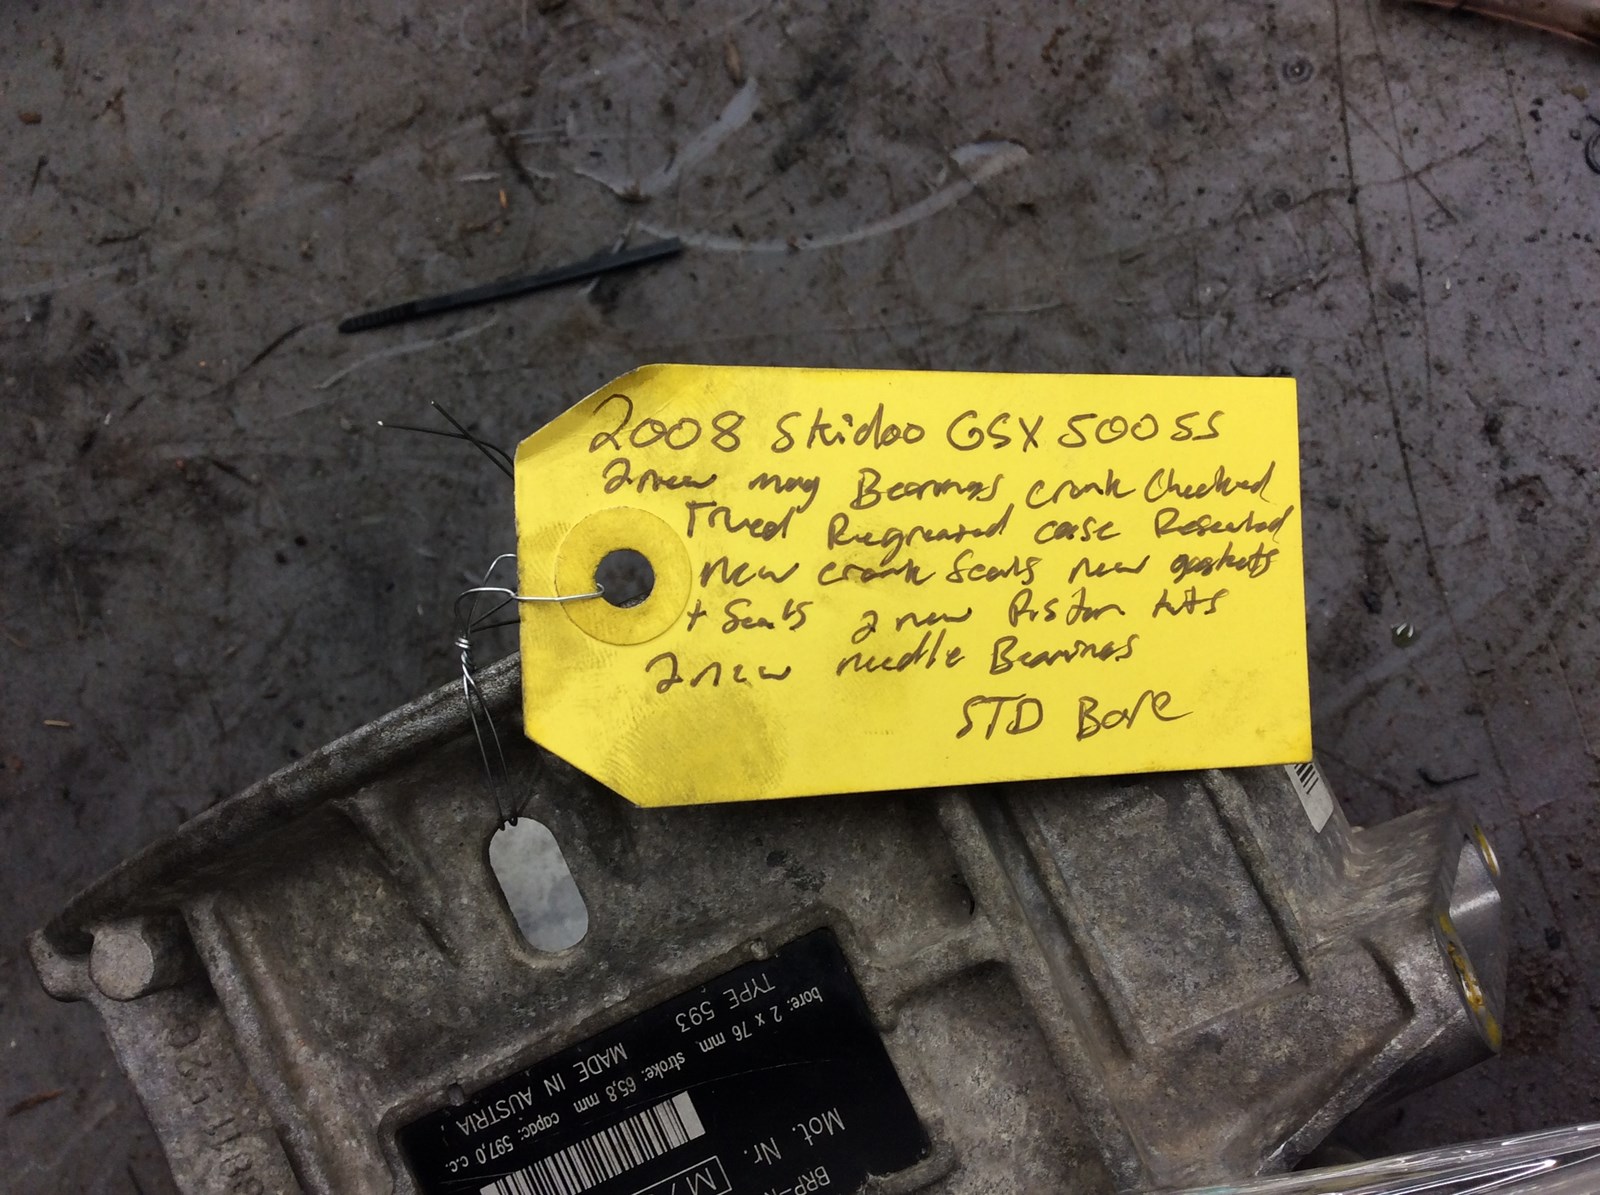 2008 Skidoo GSX 500SS
2 new mag Bearings crank Checked
Trued Regreased case Resealed
new crank Seals new gaskets
+ Seals 2 new Piston kits
2 new needle Bearings
STD Bore
TYPE 593
bore: 2 x 76 mm stroke: 65,8 mm capac: 597,0 c.c.
MADE IN AUSTRIA
Mot. Nr.